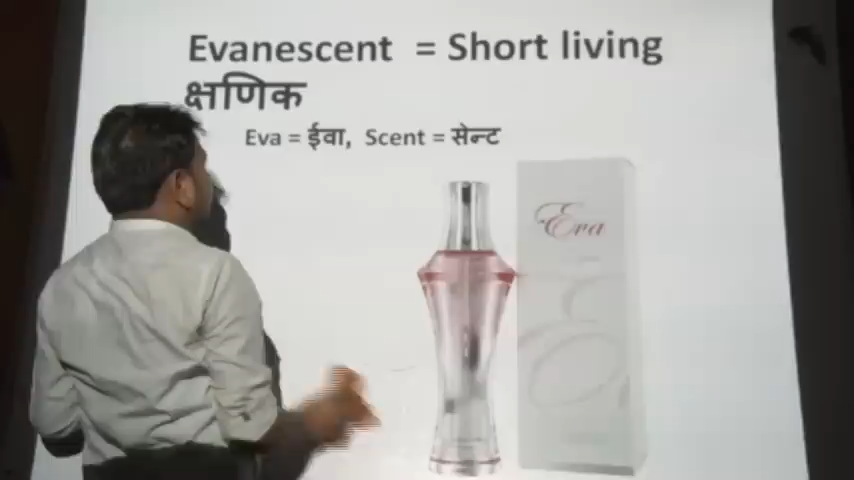 Evanescent = Short living
क्षणिक
Eva = ईवा, Scent = सेन्ट
Eva